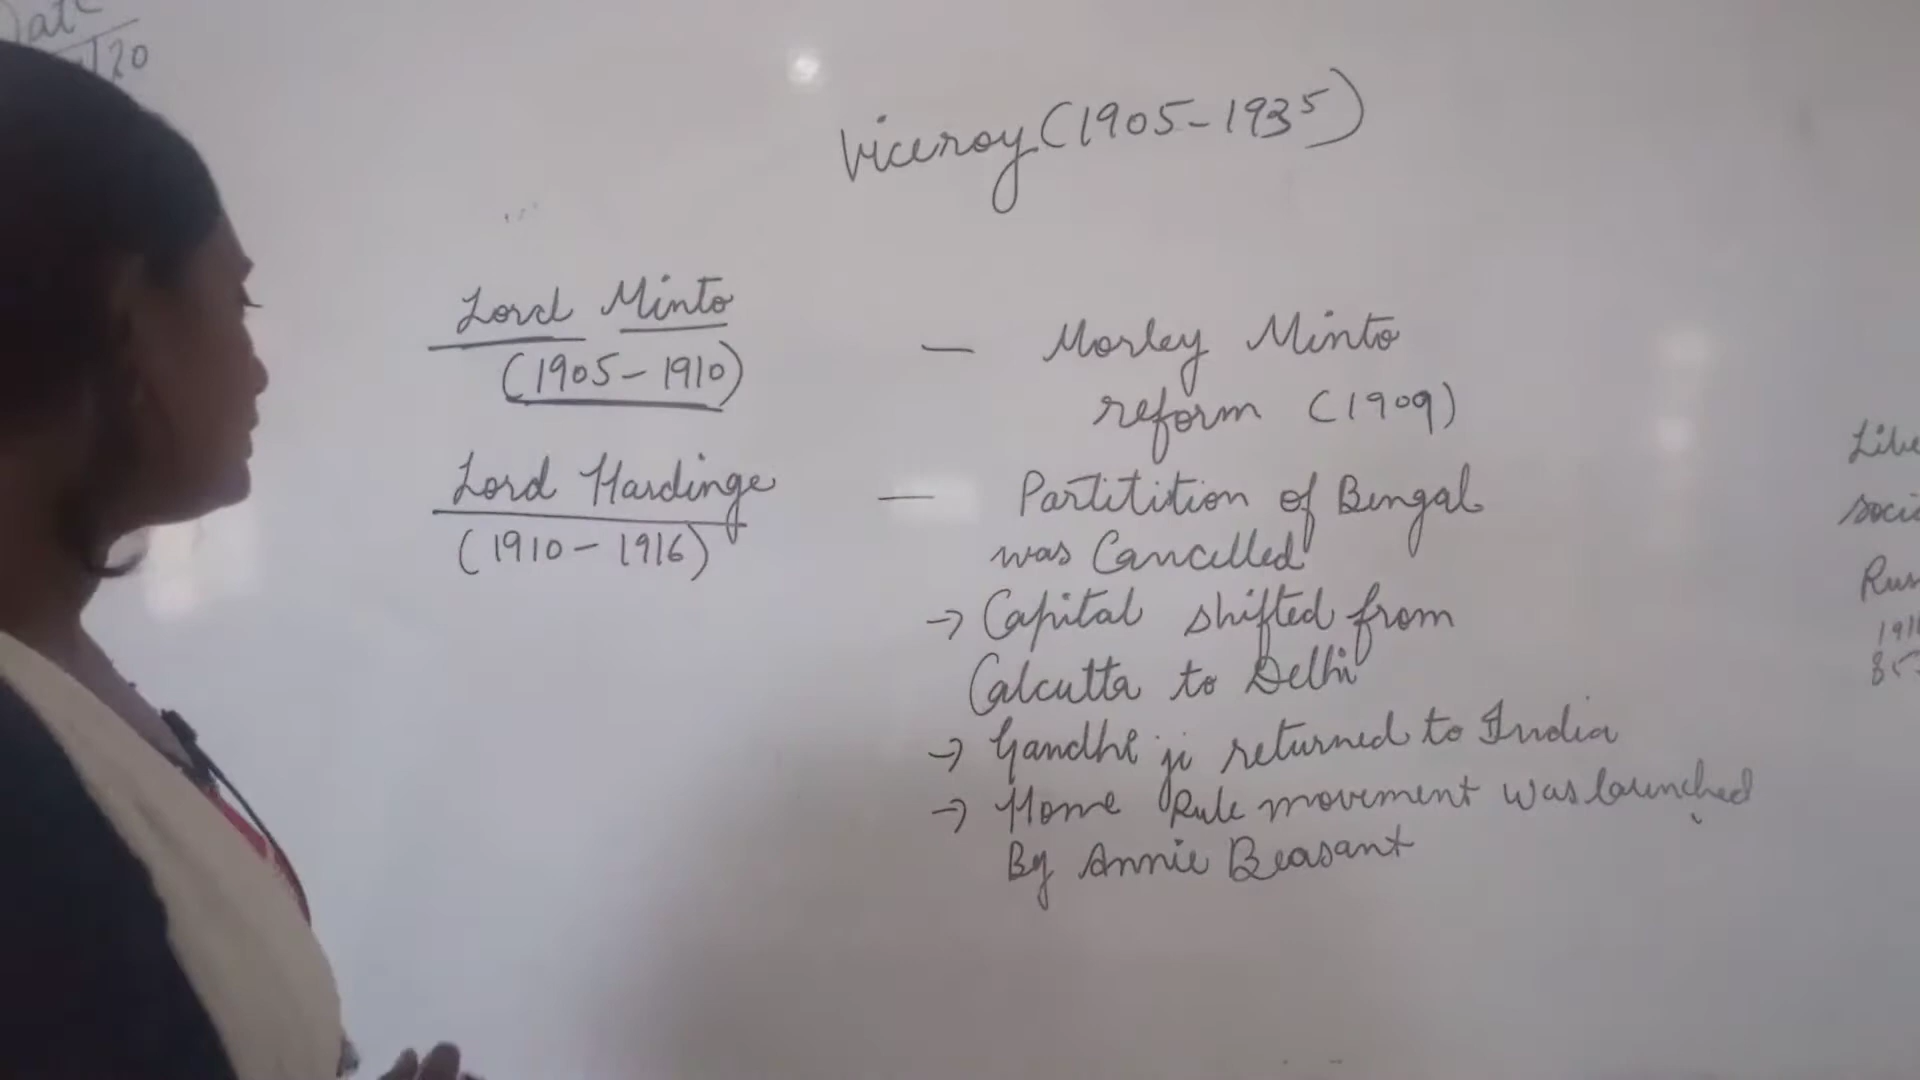 Date
/20
Viceroy (1905-1935)
Lord Minto
(1905-1910)
— Morley Minto
reform (1909)
Lord Hardinge
(1910-1916)
— Partitition of Bengal
was Cancelled
→ Capital shifted from
Calcutta to Delhi
→ Gandhi ji returned to India
→ Home Rule movement was launched
By Annie Beasant